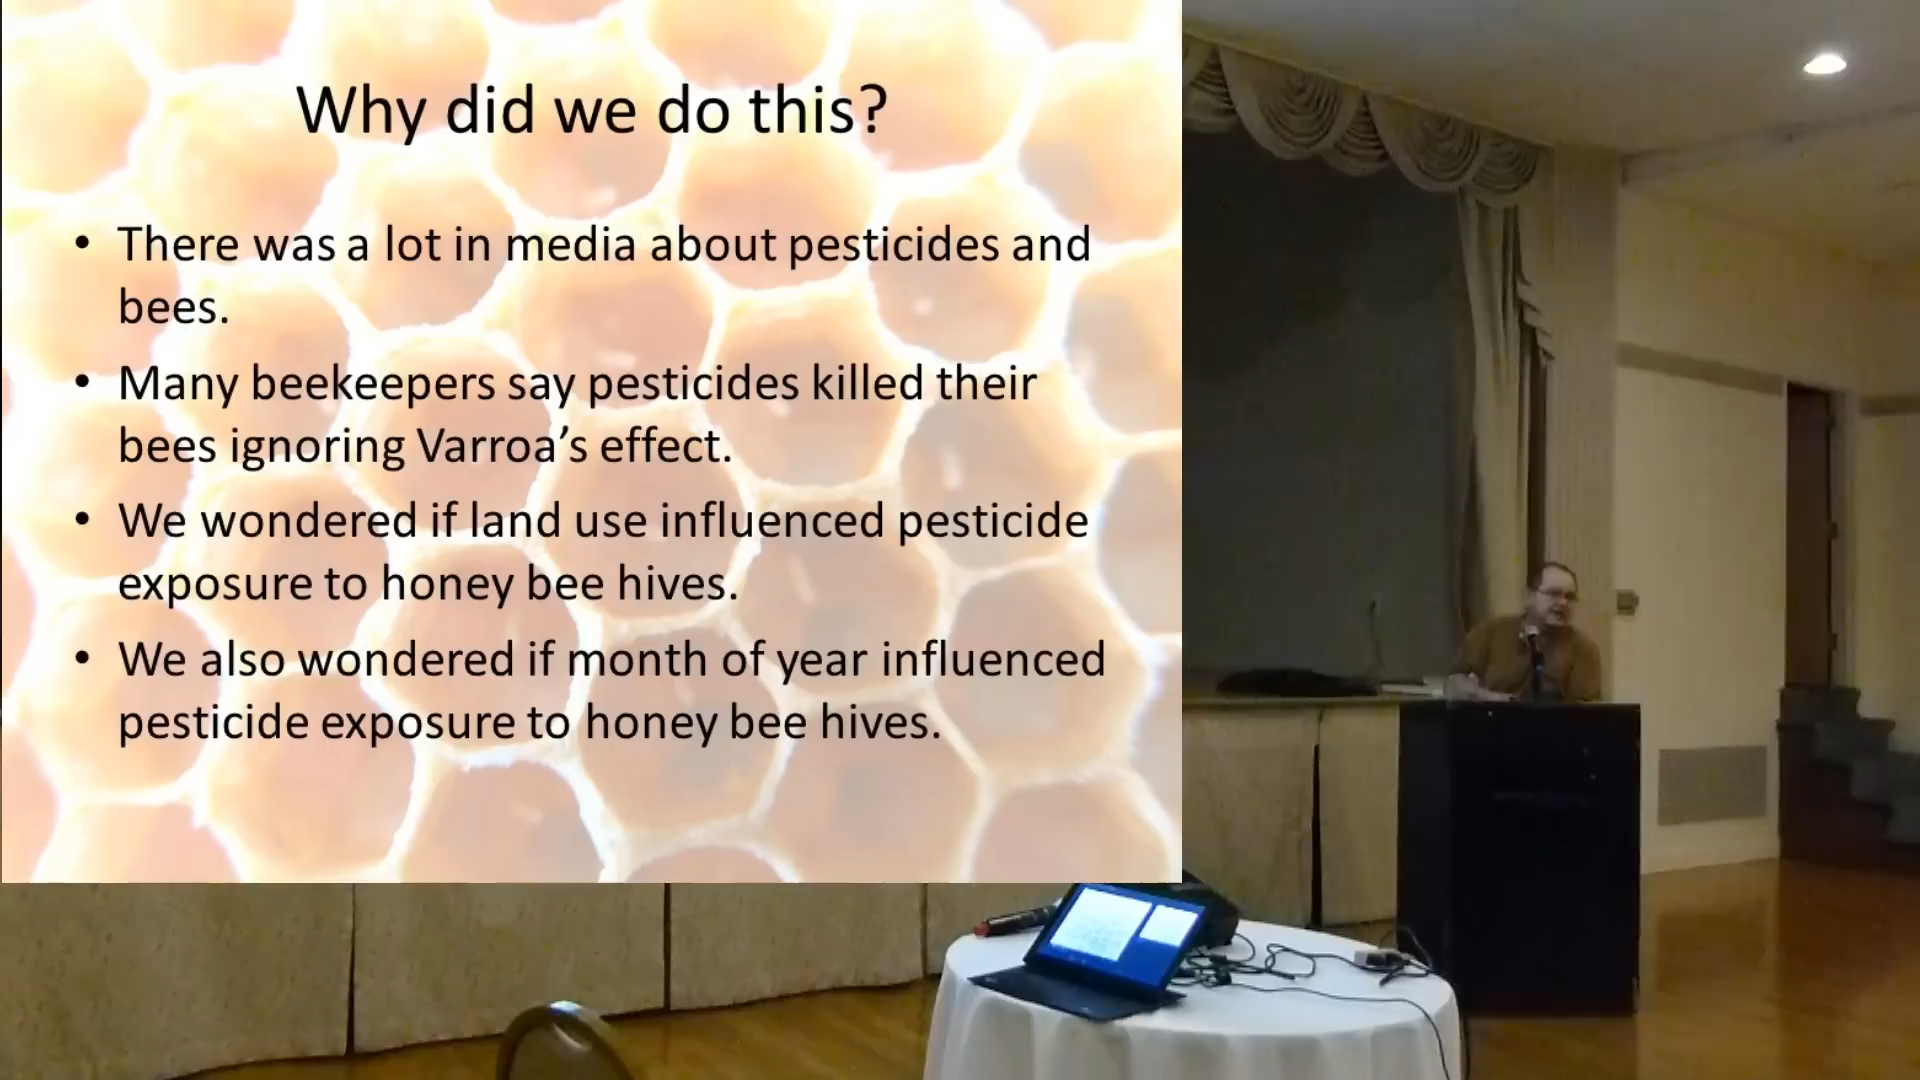 Why did we do this?
• There was a lot in media about pesticides and
bees.
• Many beekeepers say pesticides killed their
bees ignoring Varroa’s effect.
• We wondered if land use influenced pesticide
exposure to honey bee hives.
• We also wondered if month of year influenced
pesticide exposure to honey bee hives.